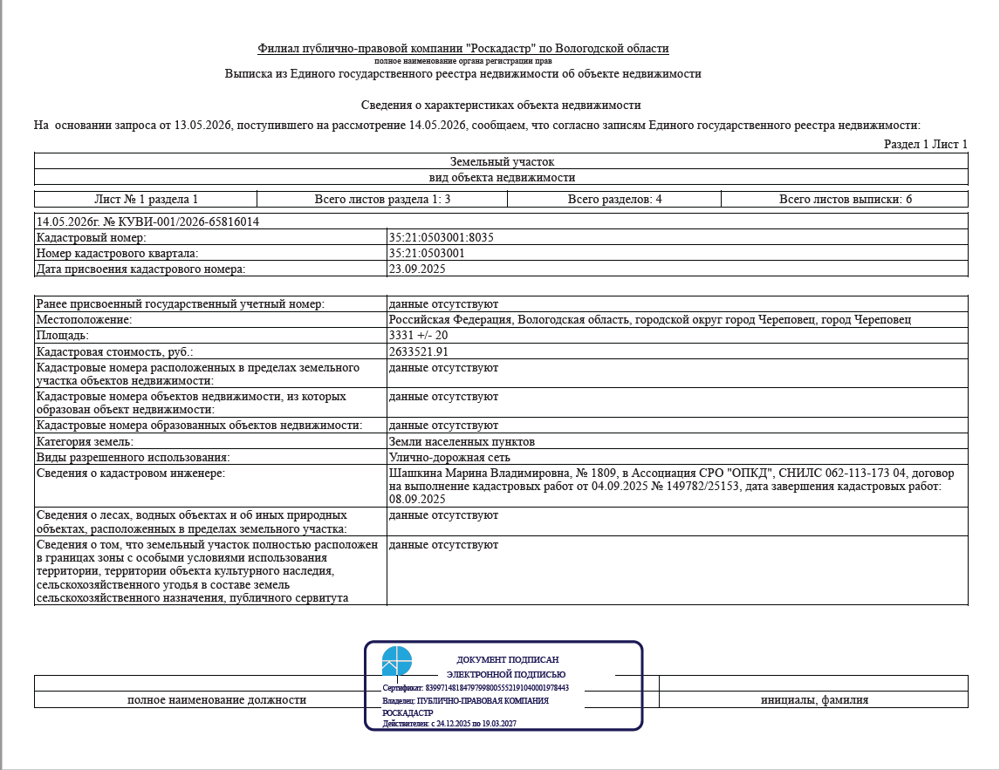 Филиал публично-правовой компании "Роскадастр" по Вологодской области
полное наименование органа регистрации прав
Выписка из Единого государственного реестра недвижимости об объекте недвижимости
Сведения о характеристиках объекта недвижимости
На основании запроса от 13.05.2026, поступившего на рассмотрение 14.05.2026, сообщаем, что согласно записям Единого государственного реестра недвижимости:
Раздел 1 Лист 1
Земельный участок
вид объекта недвижимости
Лист № 1 раздела 1 Всего листов раздела 1: 3 Всего разделов: 4 Всего листов выписки: 6
14.05.2026г. № КУВИ-001/2026-65816014
Кадастровый номер: 35:21:0503001:8035
Номер кадастрового квартала: 35:21:0503001
Дата присвоения кадастрового номера: 23.09.2025
Ранее присвоенный государственный учетный номер: данные отсутствуют
Местоположение: Российская Федерация, Вологодская область, городской округ город Череповец, город Череповец
Площадь: 3331 +/- 20
Кадастровая стоимость, руб.: 2633521.91
Кадастровые номера расположенных в пределах земельного данные отсутствуют
участка объектов недвижимости:
Кадастровые номера объектов недвижимости, из которых данные отсутствуют
образован объект недвижимости:
Кадастровые номера образованных объектов недвижимости: данные отсутствуют
Категория земель: Земли населенных пунктов
Виды разрешенного использования: Улично-дорожная сеть
Сведения о кадастровом инженере: Шашкина Марина Владимировна, № 1809, в Ассоциация СРО "ОПКД", СНИЛС 062-113-173 04, договор
на выполнение кадастровых работ от 04.09.2025 № 149782/25153, дата завершения кадастровых работ:
08.09.2025
Сведения о лесах, водных объектах и об иных природных данные отсутствуют
объектах, расположенных в пределах земельного участка:
Сведения о том, что земельный участок полностью расположен данные отсутствуют
в границах зоны с особыми условиями использования
территории, территории объекта культурного наследия,
сельскохозяйственного угодья в составе земель
сельскохозяйственного назначения, публичного сервитута
ДОКУМЕНТ ПОДПИСАН
ЭЛЕКТРОННОЙ ПОДПИСЬЮ
Сертификат: 83997148184797998005552191040001978443
Владелец: ПУБЛИЧНО-ПРАВОВАЯ КОМПАНИЯ
РОСКАДАСТР
Действителен: с 24.12.2025 по 19.03.2027
полное наименование должности инициалы, фамилия